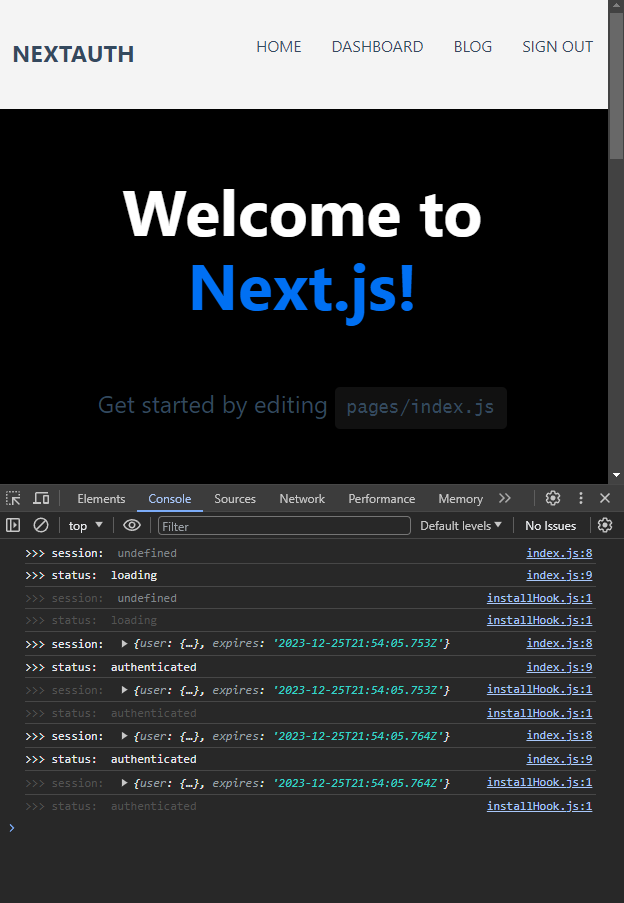 NEXTAUTH
HOME DASHBOARD BLOG SIGN OUT
Welcome to
Next.js!
Get started by editing pages/index.js
Elements Console Sources Network Performance Memory
top Filter Default levels No Issues
>>> session: undefined index.js:8
>>> status: loading index.js:9
>>> session: undefined installHook.js:1
>>> status: loading installHook.js:1
>>> session: {user: {…}, expires: '2023-12-25T21:54:05.753Z'} index.js:8
>>> status: authenticated index.js:9
>>> session: {user: {…}, expires: '2023-12-25T21:54:05.753Z'} installHook.js:1
>>> status: authenticated installHook.js:1
>>> session: {user: {…}, expires: '2023-12-25T21:54:05.764Z'} index.js:8
>>> status: authenticated index.js:9
>>> session: {user: {…}, expires: '2023-12-25T21:54:05.764Z'} installHook.js:1
>>> status: authenticated installHook.js:1